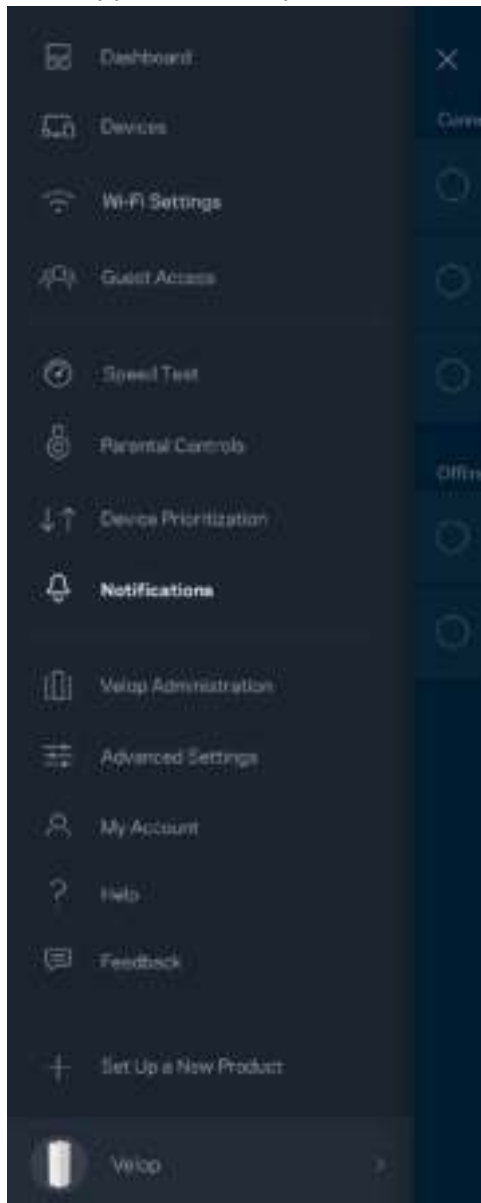 Dashboard
Devices
Wi-Fi Settings
Guest Access
Speed Test
Parental Controls
Device Prioritization
Notifications
Velop Administration
Advanced Settings
My Account
Help
Feedback
Set Up a New Product
Velop